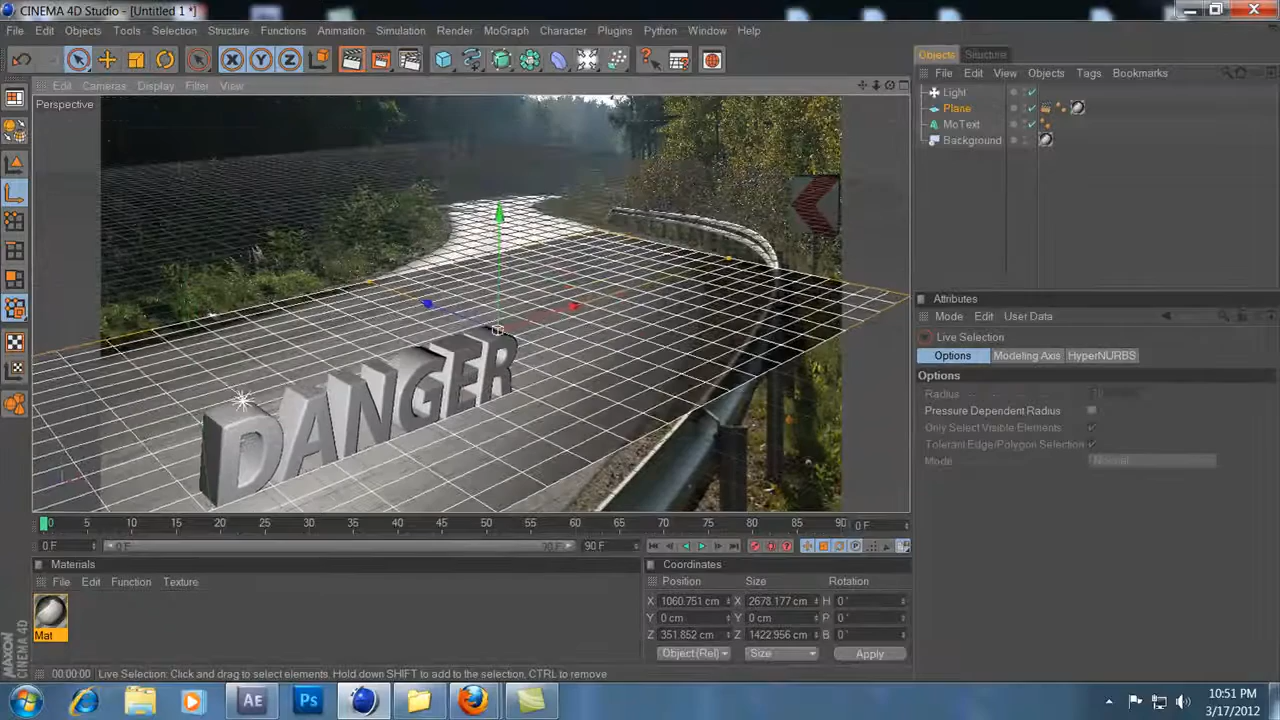 CINEMA 4D Studio - [Untitled 1 *]
File Edit Objects Tools Selection Structure Functions Animation Simulation Render MoGraph Character Plugins Python Window Help
X Y Z
Objects Structure
File Edit View Objects Tags Bookmarks
Edit Cameras Display Filter View
Perspective
Light
Plane
MoText
Background
DANGER
Attributes
Mode Edit User Data
Live Selection
Options Modeling Axis HyperNURBS
Options
Radius
Pressure Dependent Radius
Only Select Visible Elements
Tolerant Edge/Polygon Selection
Mode Normal
0 5 10 15 20 25 30 35 40 45 50 55 60 65 70 75 80 85 90 0 F
0 F 0 F 90 F 90 F
Materials
File Edit Function Texture
Mat
Coordinates
Position Size Rotation
X 1060.751 cm X 2678.177 cm H 0 °
Y 0 cm Y 0 cm P 0 °
Z 351.852 cm Z 1422.956 cm B 0 °
Object (Rel) Size Apply
MAXON CINEMA 4D
00:00:00 Live Selection: Click and drag to select elements. Hold down SHIFT to add to the selection, CTRL to remove
Ae Ps
10:51 PM
3/17/2012